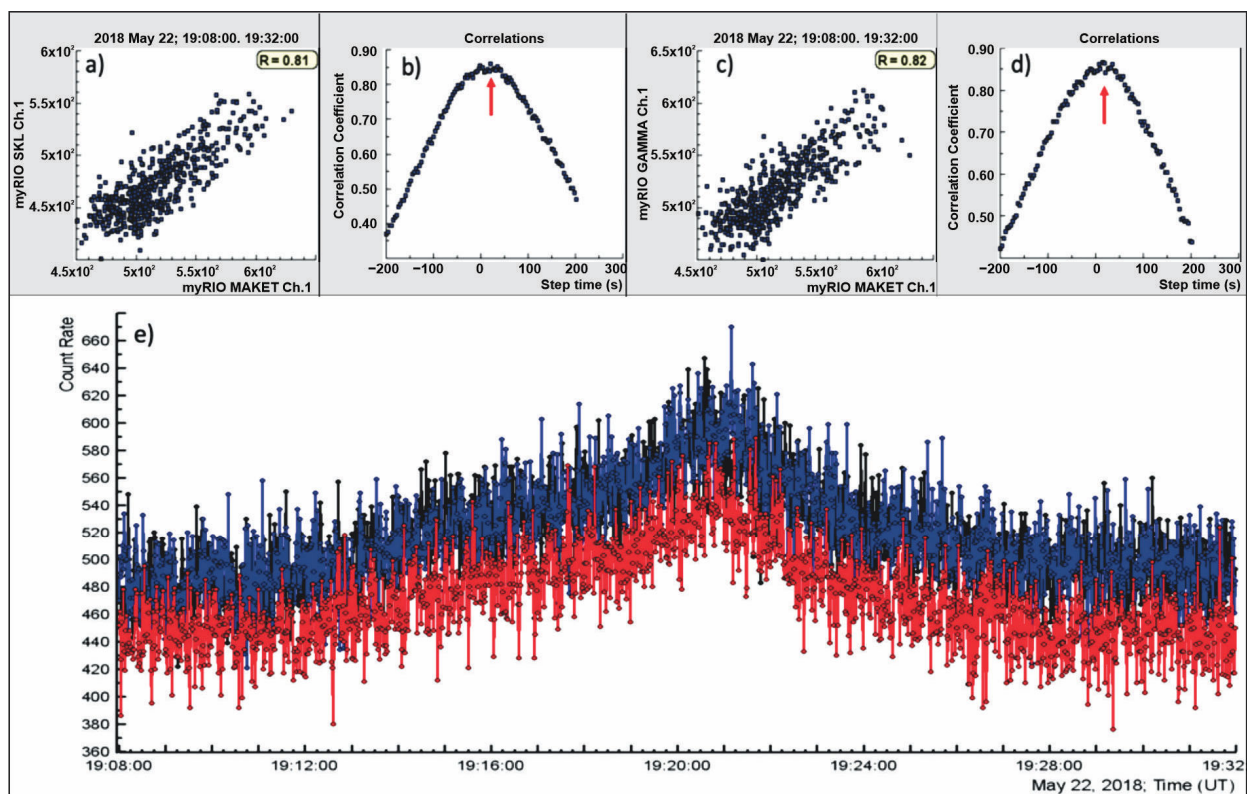 2018 May 22; 19:08:00. 19:32:00
a)
R = 0.81
6x10²
5.5x10²
5x10²
4.5x10²
myRIO SKL Ch.1
4.5x10² 5x10² 5.5x10² 6x10²
myRIO MAKET Ch.1
Correlations
b)
0.90
0.80
0.70
0.60
0.50
0.40
Correlation Coefficient
−200 −100 0 100 200 300
Step time (s)
2018 May 22; 19:08:00. 19:32:00
c)
R = 0.82
6.5x10²
6x10²
5.5x10²
5x10²
myRIO GAMMA Ch.1
4.5x10² 5x10² 5.5x10² 6x10²
myRIO MAKET Ch.1
Correlations
d)
0.90
0.80
0.70
0.60
0.50
Correlation Coefficient
−200 −100 0 100 200 300
Step time (s)
e)
Count Rate
660
640
620
600
580
560
540
520
500
480
460
440
420
400
380
360
19:08:00 19:12:00 19:16:00 19:20:00 19:24:00 19:28:00 19:32
May 22, 2018; Time (UT)